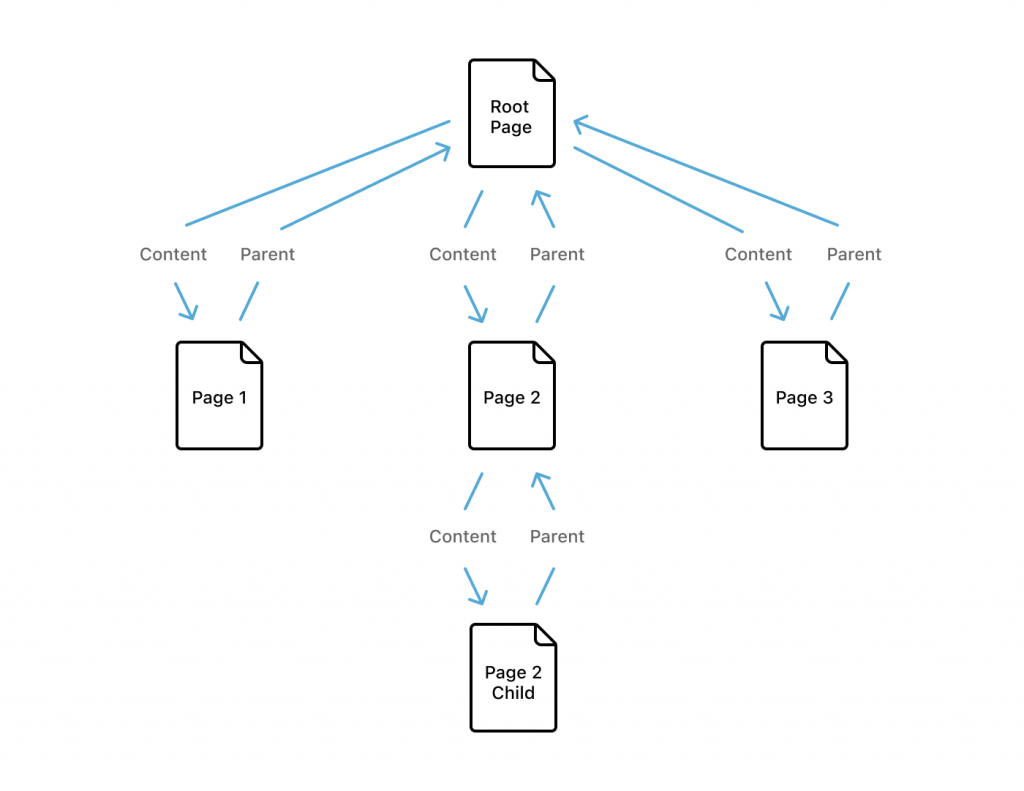 Root
Page
Content Parent Content Parent Content Parent
Page 1 Page 2 Page 3
Content Parent
Page 2
Child